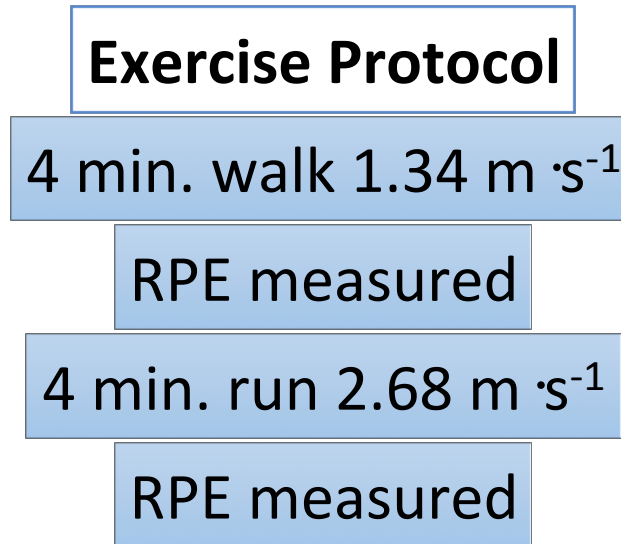 Exercise Protocol
4 min. walk 1.34 m ·s⁻¹
RPE measured
4 min. run 2.68 m ·s⁻¹
RPE measured